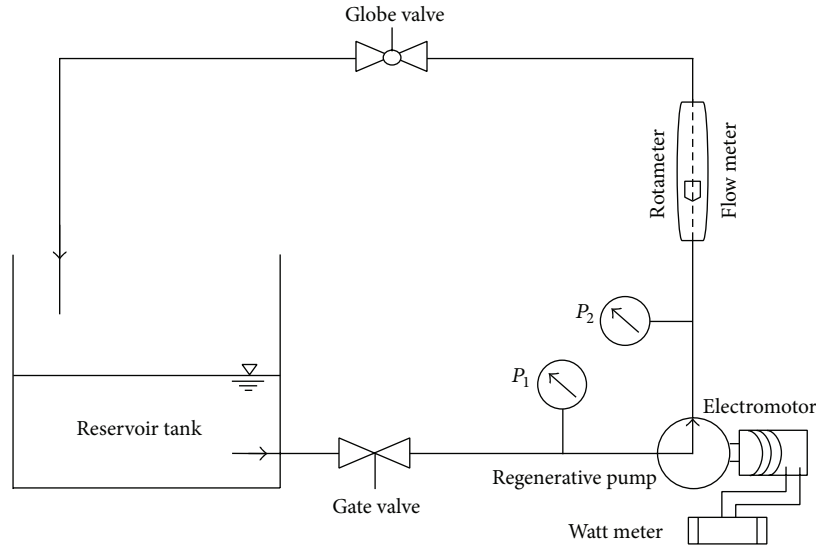 Globe valve
Rotameter
Flow meter
P2
P1
Electromotor
Reservoir tank
Regenerative pump
Gate valve
Watt meter